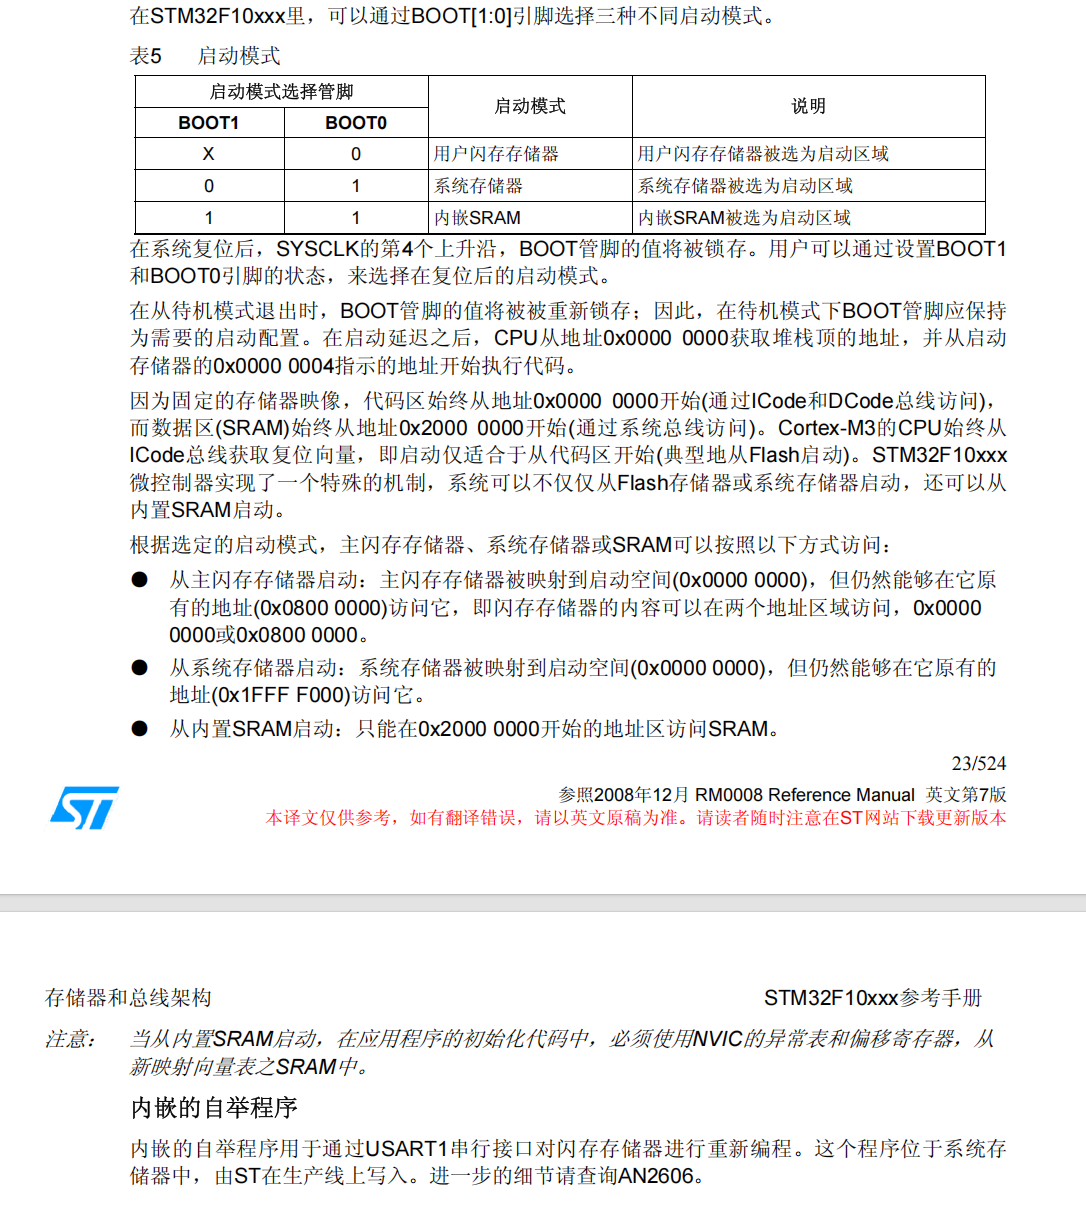 在STM32F10xxx里，可以通过BOOT[1:0]引脚选择三种不同启动模式。
表5 启动模式
启动模式选择管脚 启动模式 说明
BOOT1 BOOT0
X 0 用户闪存存储器 用户闪存存储器被选为启动区域
0 1 系统存储器 系统存储器被选为启动区域
1 1 内嵌SRAM 内嵌SRAM被选为启动区域
在系统复位后，SYSCLK的第4个上升沿，BOOT管脚的值将被锁存。用户可以通过设置BOOT1
和BOOT0引脚的状态，来选择在复位后的启动模式。
在从待机模式退出时，BOOT管脚的值将被被重新锁存；因此，在待机模式下BOOT管脚应保持
为需要的启动配置。在启动延迟之后，CPU从地址0x0000 0000获取堆栈顶的地址，并从启动
存储器的0x0000 0004指示的地址开始执行代码。
因为固定的存储器映像，代码区始终从地址0x0000 0000开始(通过ICode和DCode总线访问)，
而数据区(SRAM)始终从地址0x2000 0000开始(通过系统总线访问)。Cortex-M3的CPU始终从
ICode总线获取复位向量，即启动仅适合于从代码区开始(典型地从Flash启动)。STM32F10xxx
微控制器实现了一个特殊的机制，系统可以不仅仅从Flash存储器或系统存储器启动，还可以从
内置SRAM启动。
根据选定的启动模式，主闪存存储器、系统存储器或SRAM可以按照以下方式访问：
● 从主闪存存储器启动：主闪存存储器被映射到启动空间(0x0000 0000)，但仍然能够在它原
有的地址(0x0800 0000)访问它，即闪存存储器的内容可以在两个地址区域访问，0x0000
0000或0x0800 0000。
● 从系统存储器启动：系统存储器被映射到启动空间(0x0000 0000)，但仍然能够在它原有的
地址(0x1FFF F000)访问它。
● 从内置SRAM启动：只能在0x2000 0000开始的地址区访问SRAM。
23/524
ST
参照2008年12月 RM0008 Reference Manual 英文第7版
本译文仅供参考，如有翻译错误，请以英文原稿为准。请读者随时注意在ST网站下载更新版本
存储器和总线架构 STM32F10xxx参考手册
注意： 当从内置SRAM启动，在应用程序的初始化代码中，必须使用NVIC的异常表和偏移寄存器，从
新映射向量表之SRAM中。
内嵌的自举程序
内嵌的自举程序用于通过USART1串行接口对闪存存储器进行重新编程。这个程序位于系统存
储器中，由ST在生产线上写入。进一步的细节请查询AN2606。